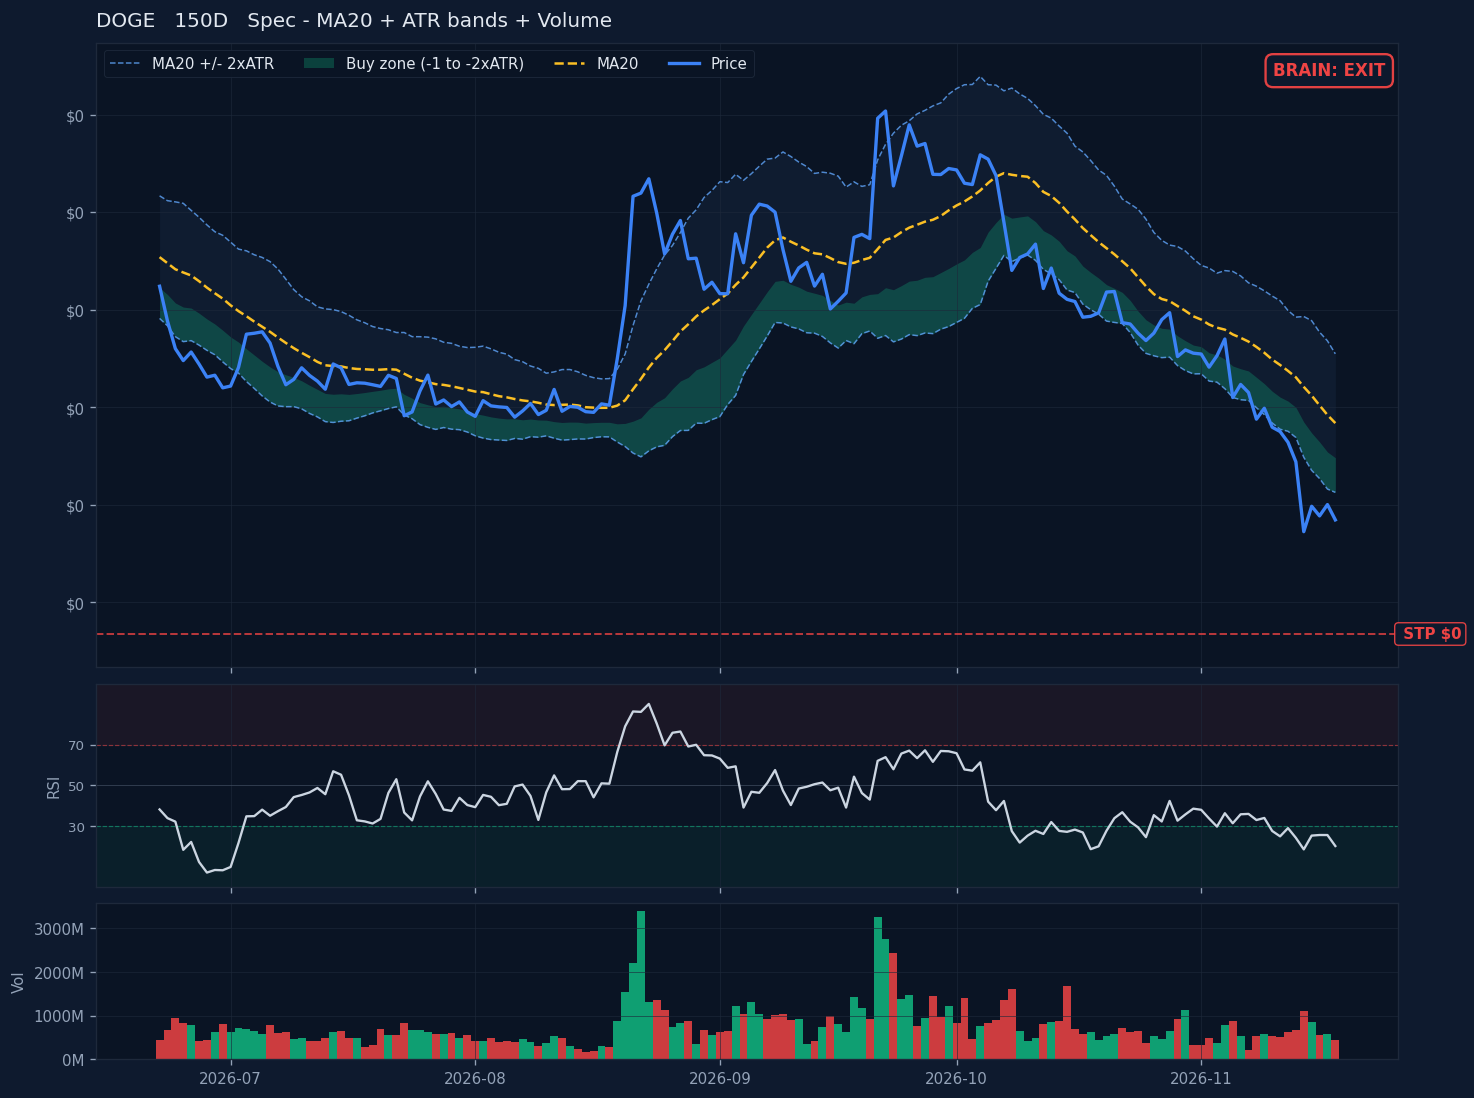 DOGE   150D   Spec - MA20 + ATR bands + Volume
MA20 +/- 2xATR
Buy zone (-1 to -2xATR)
MA20
Price
BRAIN: EXIT
$0
$0
$0
$0
$0
$0
STP $0
70
50
30
RSI
3000M
2000M
1000M
0M
Vol
2026-07
2026-08
2026-09
2026-10
2026-11